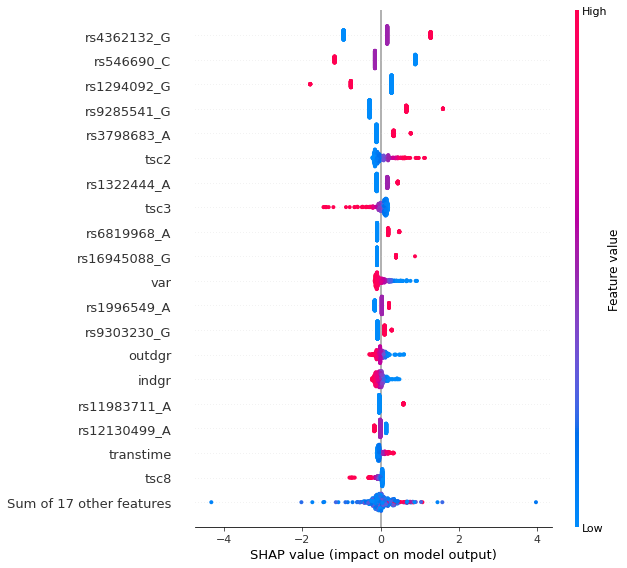 High
rs4362132_G
rs546690_C
rs1294092_G
rs9285541_G
rs3798683_A
tsc2
rs1322444_A
tsc3
rs6819968_A
rs16945088_G
var
rs1996549_A
rs9303230_G
outdgr
indgr
rs11983711_A
rs12130499_A
transtime
tsc8
Sum of 17 other features
Feature value
Low
−4 −2 0 2 4
SHAP value (impact on model output)